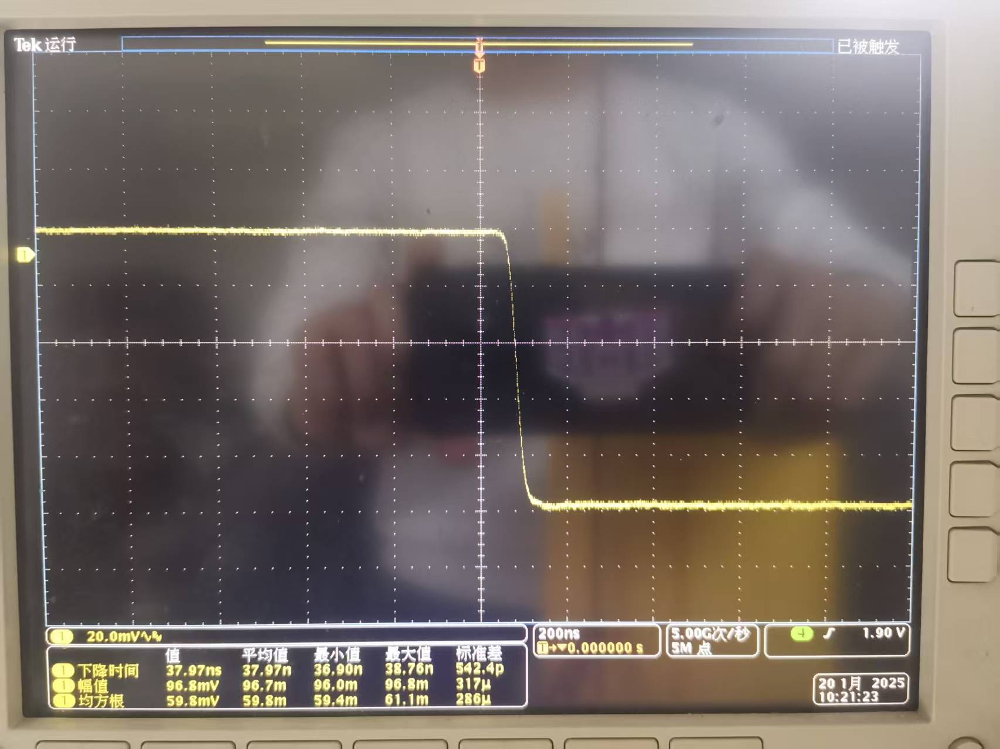 Tek 运行
已被触发
T
1
1 20.0mV
200ns
T→▼0.000000 s
5.00G次/秒
5M 点
4 1.90 V
值 平均值 最小值 最大值 标准差
1 下降时间 37.97ns 37.97n 36.90n 38.76n 542.4p
1 幅值 96.8mV 96.7m 96.0m 96.8m 317μ
1 均方根 59.8mV 59.8m 59.4m 61.1m 286μ
20 1月 2025
10:21:23